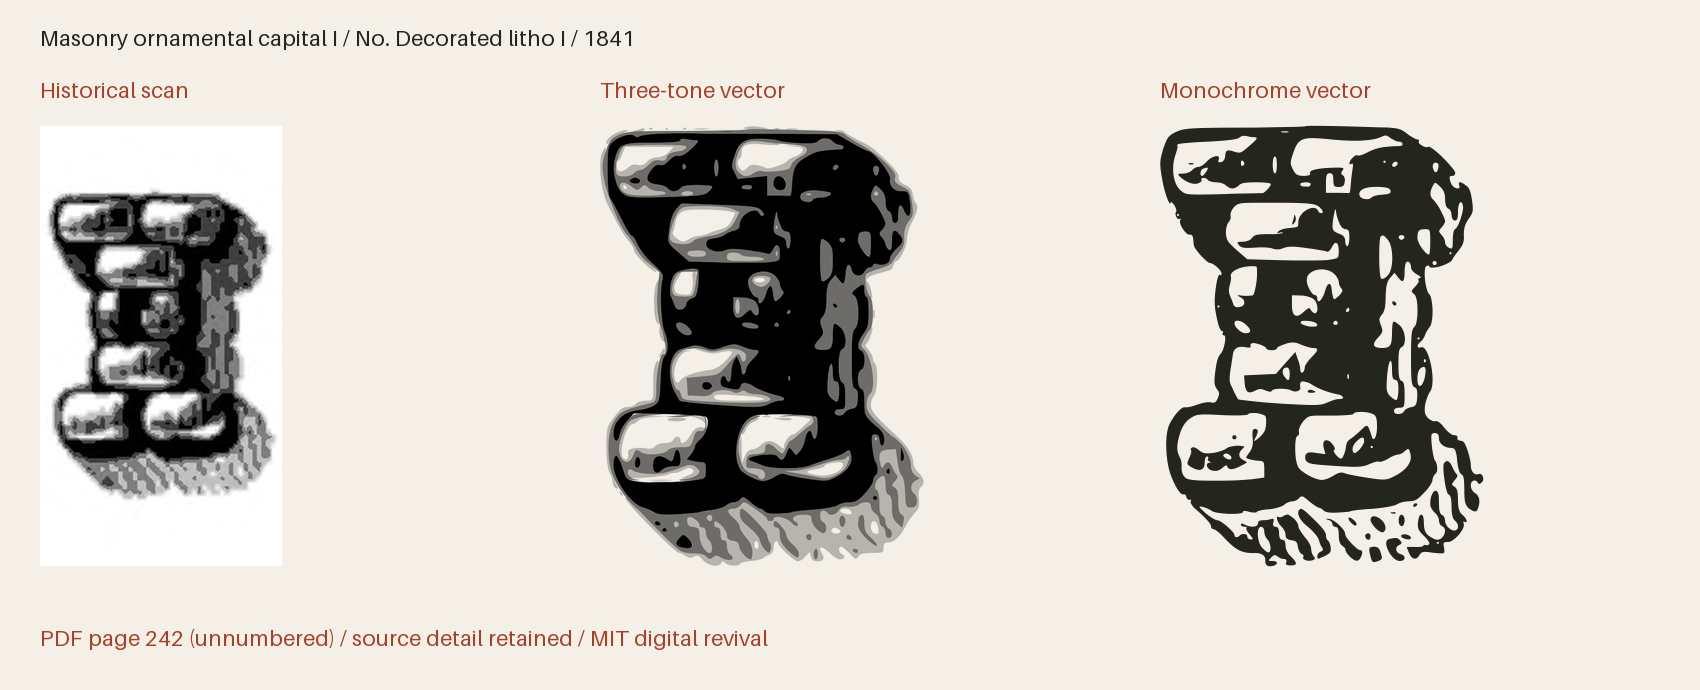 Masonry ornamental capital I / No. Decorated litho I / 1841
Historical scan
Three-tone vector
Monochrome vector
I
I
I
PDF page 242 (unnumbered) / source detail retained / MIT digital revival